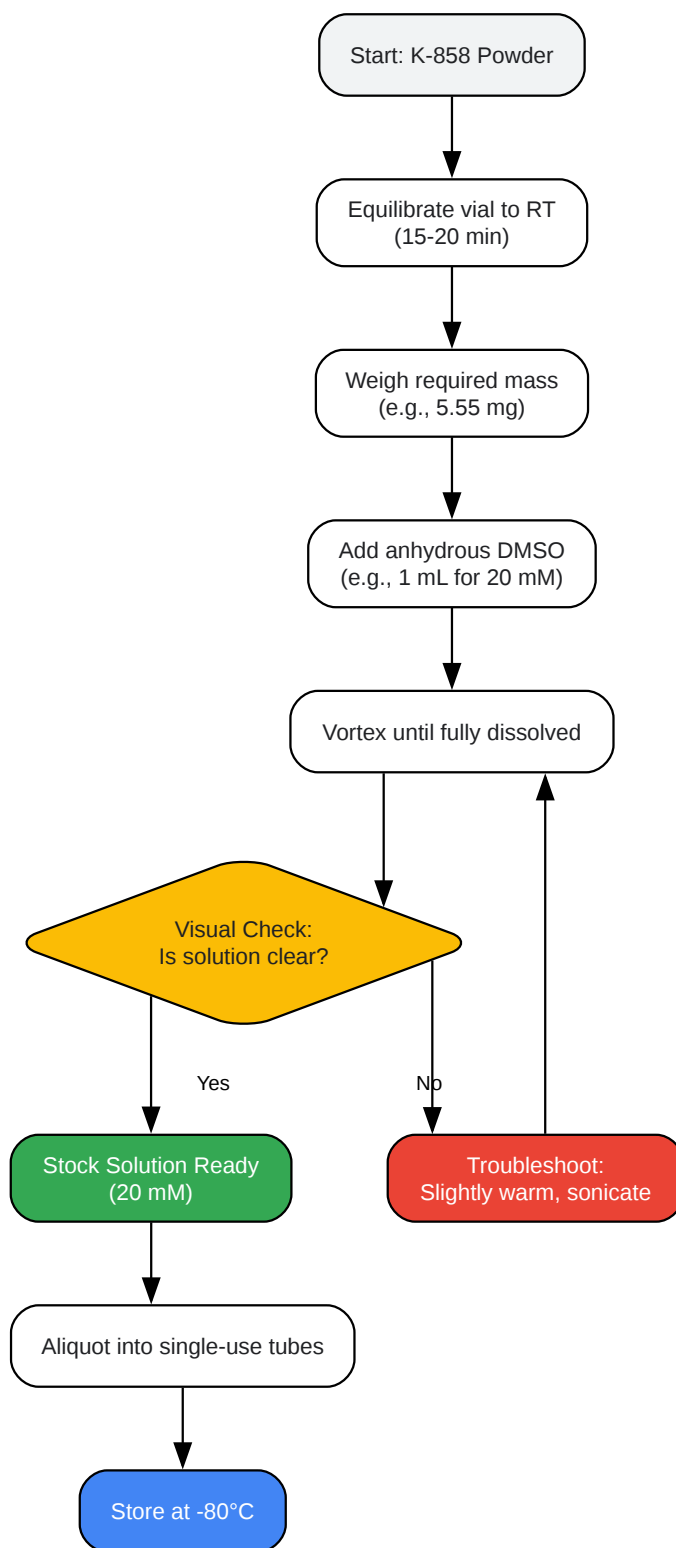 Start: K-858 Powder
Equilibrate vial to RT
(15-20 min)
Weigh required mass
(e.g., 5.55 mg)
Add anhydrous DMSO
(e.g., 1 mL for 20 mM)
Vortex until fully dissolved
Visual Check:
Is solution clear?
Yes
No
Stock Solution Ready
(20 mM)
Troubleshoot:
Slightly warm, sonicate
Aliquot into single-use tubes
Store at -80°C